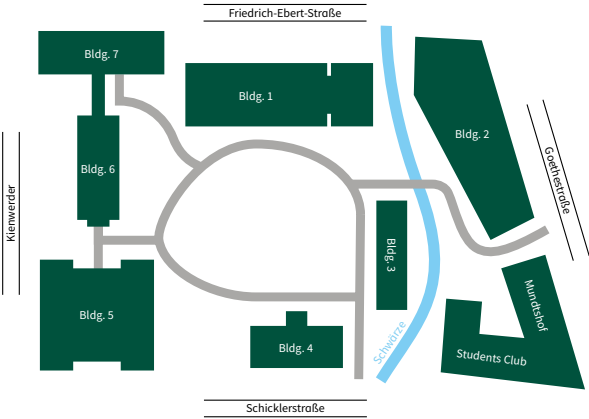 Friedrich-Ebert-Straße
Bldg. 7
Bldg. 1
Bldg. 2
Bldg. 6
Goethestraße
Kienwerder
Bldg. 3
Mundtshof
Bldg. 5
Schwärze
Bldg. 4
Students Club
Schicklerstraße